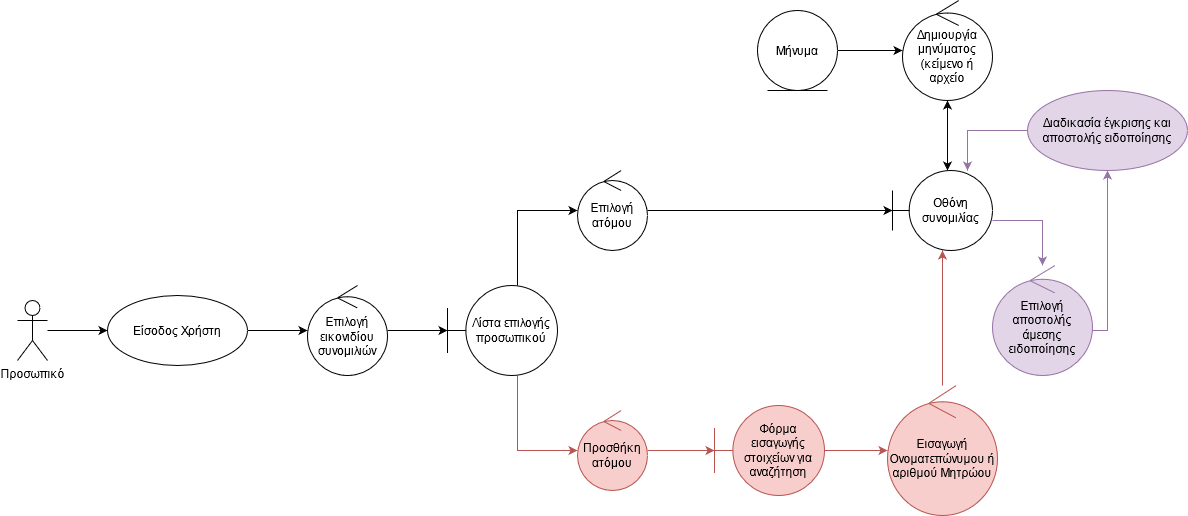 Μήνυμα
Δημιουργία
μηνύματος
(κείμενο ή
αρχείο
Διαδικασία έγκρισης και
αποστολής ειδοποίησης
Επιλογή
ατόμου
Οθόνη
συνομιλίας
Προσωπικό
Είσοδος Χρήστη
Επιλογή
εικονιδίου
συνομιλιών
Λίστα επιλογής
προσωπικού
Επιλογή
αποστολής
άμεσης
ειδοποίησης
Προσθήκη
ατόμου
Φόρμα
εισαγωγής
στοιχείων για
αναζήτηση
Εισαγωγή
Ονοματεπώνυμου ή
αριθμού Μητρώου